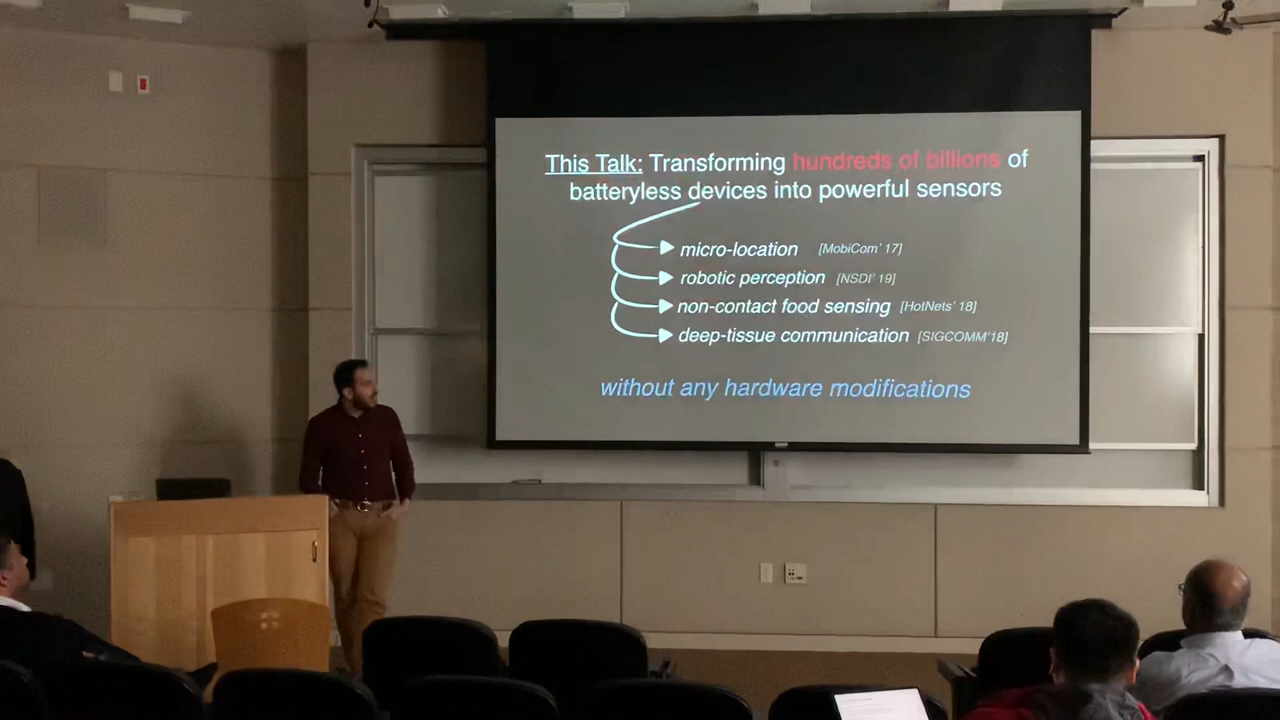 This Talk: Transforming hundreds of billions of
batteryless devices into powerful sensors
micro-location [MobiCom' 17]
robotic perception [NSDI' 19]
non-contact food sensing [HotNets' 18]
deep-tissue communication [SIGCOMM'18]
without any hardware modifications